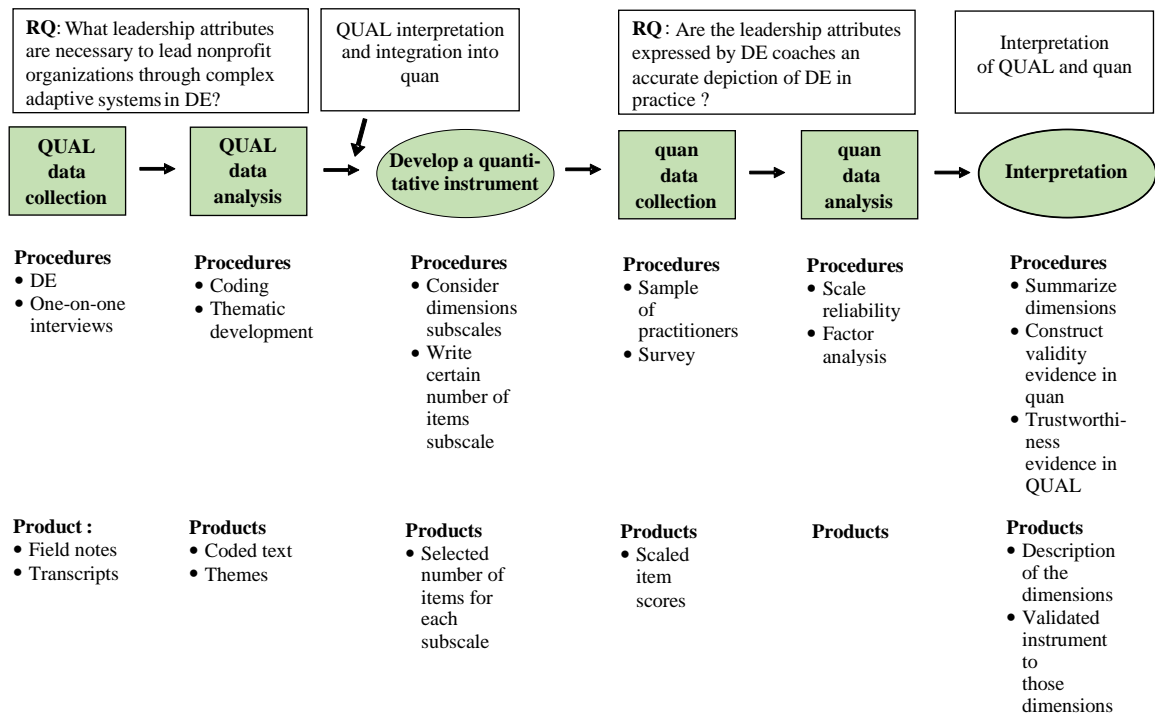 RQ: What leadership attributes
are necessary to lead nonprofit
organizations through complex
adaptive systems in DE?
QUAL interpretation
and integration into
quan
RQ : Are the leadership attributes
expressed by DE coaches an
accurate depiction of DE in
practice ?
Interpretation
of QUAL and quan
QUAL
data
collection
QUAL
data
analysis
Develop a quanti-
tative instrument
quan
data
collection
quan
data
analysis
Interpretation
Procedures
• DE
• One-on-one
interviews
Procedures
• Coding
• Thematic
development
Procedures
• Consider
dimensions
subscales
• Write
certain
number of
items
subscale
Procedures
• Sample
of
practitioners
• Survey
Procedures
• Scale
reliability
• Factor
analysis
Procedures
• Summarize
dimensions
• Construct
validity
evidence in
quan
• Trustworthi-
ness
evidence in
QUAL
Product :
• Field notes
• Transcripts
Products
• Coded text
• Themes
Products
• Selected
number of
items for
each
subscale
Products
• Scaled
item
scores
Products
Products
• Description
of the
dimensions
• Validated
instrument
to
those
dimensions